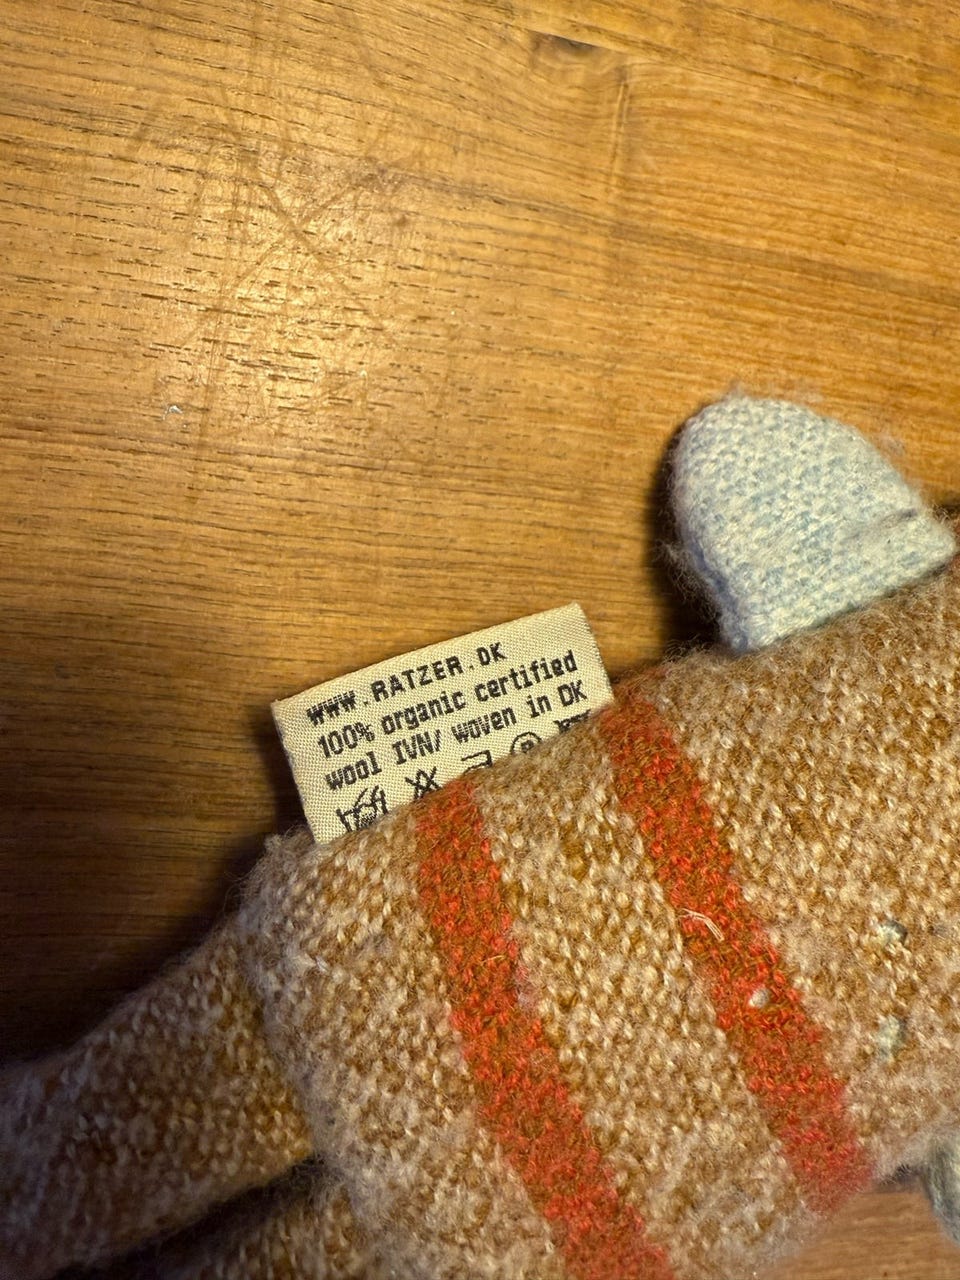 WWW.RATZER.DK
100% organic certified
wool IVN/ woven in DK